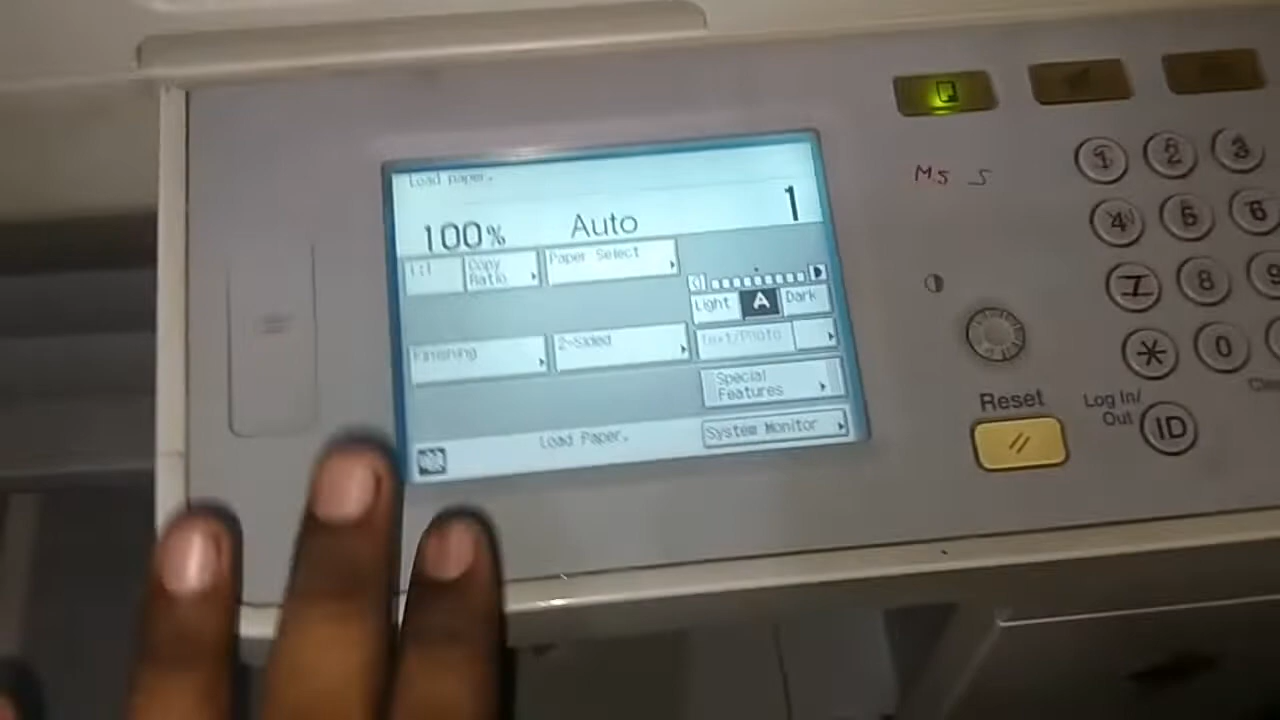 Load paper.
100% Auto 1
1:1 Copy Ratio Paper Select
Light A Dark
Finishing 2-Sided Text/Photo
Special Features
Load Paper. System Monitor
M.S S
1 2 3
4 5 6
7 8 9
* 0
Reset
Log In/Out ID